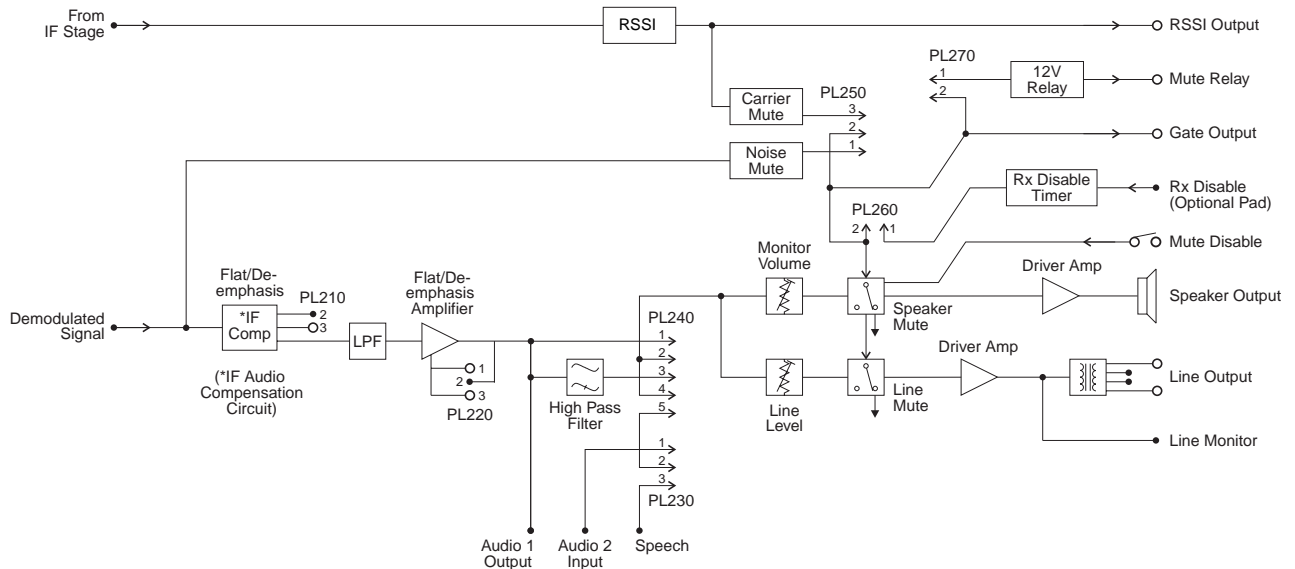 From
IF Stage
RSSI
RSSI Output
PL270
1
2
12V
Relay
Mute Relay
Carrier
Mute
PL250
3
2
1
Gate Output
Noise
Mute
Rx Disable
Timer
Rx Disable
(Optional Pad)
PL260
2
1
Mute Disable
Monitor
Volume
Driver Amp
Speaker Output
Speaker
Mute
Flat/De-
emphasis
PL210
2
3
*IF
Comp
Flat/De-
emphasis
Amplifier
Demodulated
Signal
LPF
(*IF Audio
Compensation
Circuit)
1
2
3
PL220
High Pass
Filter
PL240
1
2
3
4
5
1
2
3
PL230
Line
Level
Line
Mute
Driver Amp
Line Output
Line Monitor
Audio 1
Output
Audio 2
Input
Speech